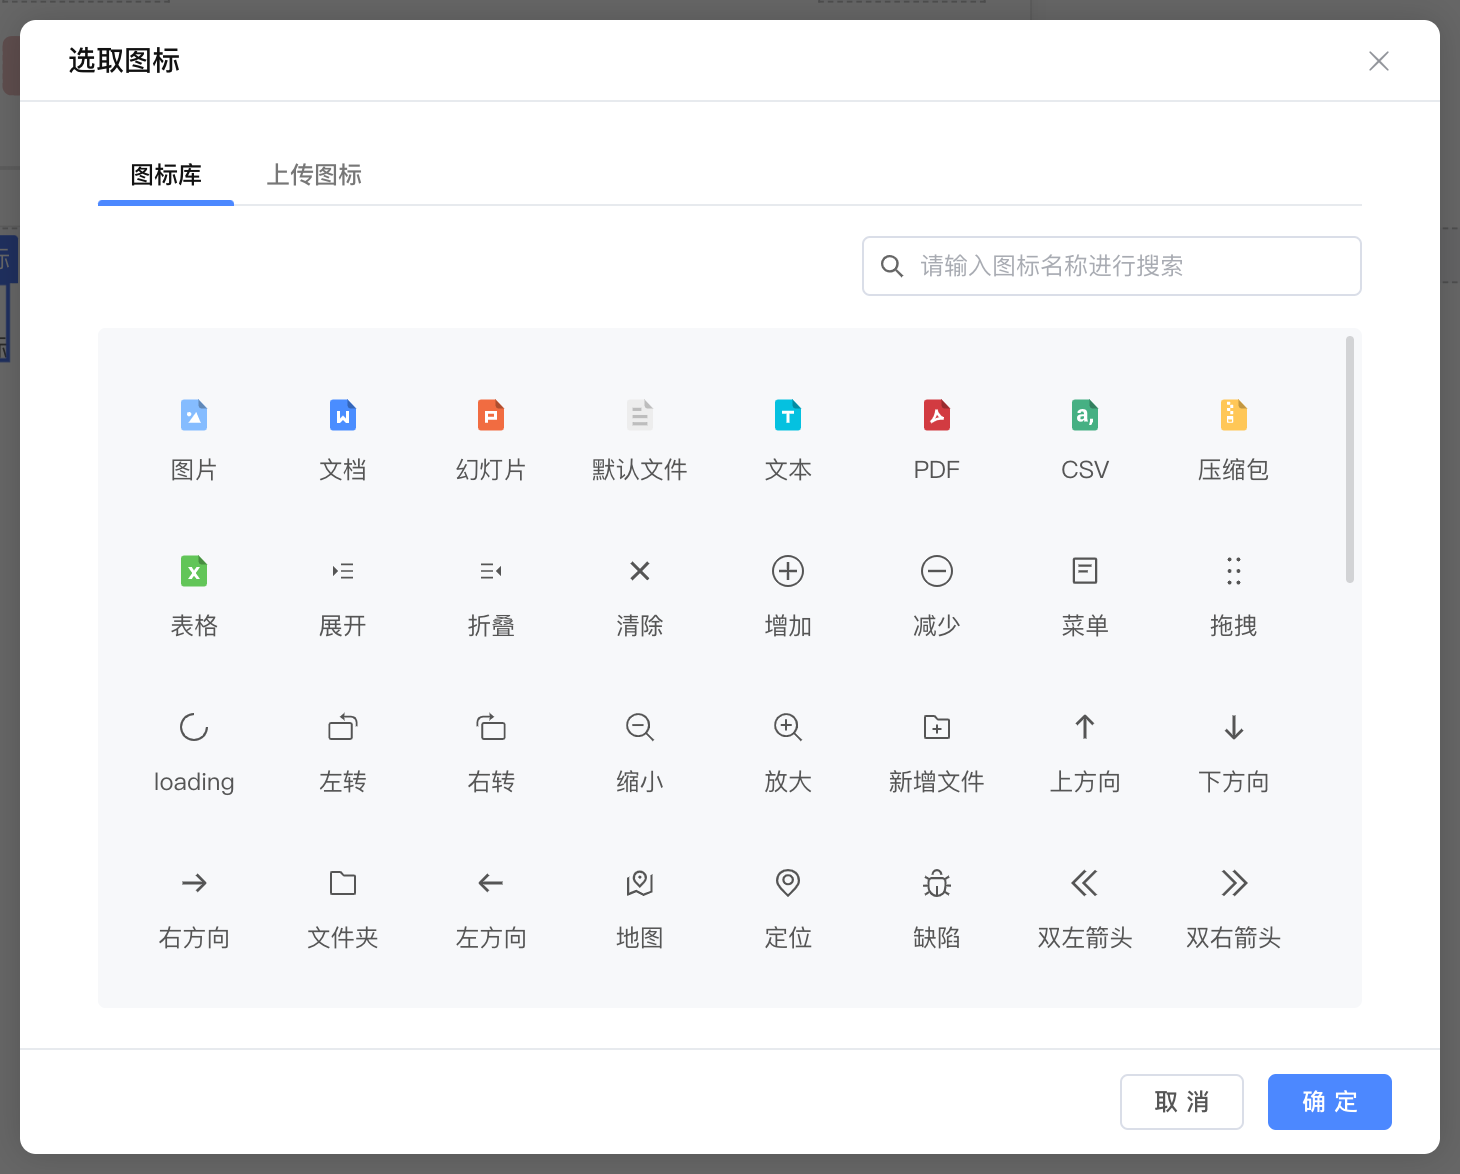 选取图标
图标库 上传图标
请输入图标名称进行搜索
图片 文档 幻灯片 默认文件 文本 PDF CSV 压缩包
表格 展开 折叠 清除 增加 减少 菜单 拖拽
loading 左转 右转 缩小 放大 新增文件 上方向 下方向
右方向 文件夹 左方向 地图 定位 缺陷 双左箭头 双右箭头
取 消 确 定